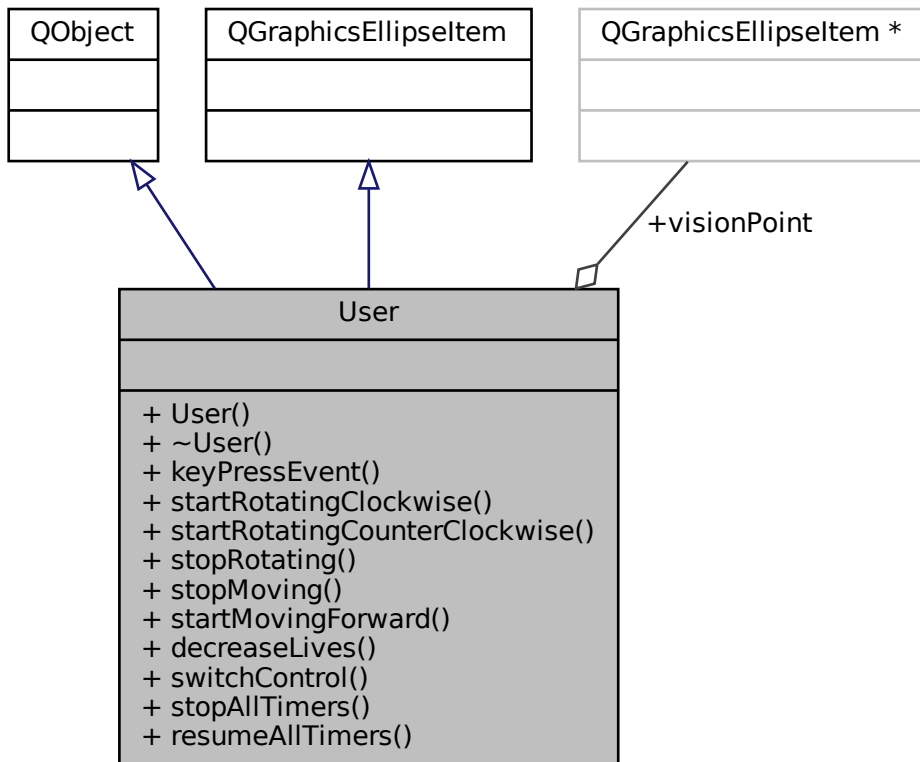 QObject
QGraphicsEllipseItem
QGraphicsEllipseItem *
+visionPoint
User
+ User()
+ ~User()
+ keyPressEvent()
+ startRotatingClockwise()
+ startRotatingCounterClockwise()
+ stopRotating()
+ stopMoving()
+ startMovingForward()
+ decreaseLives()
+ switchControl()
+ stopAllTimers()
+ resumeAllTimers()